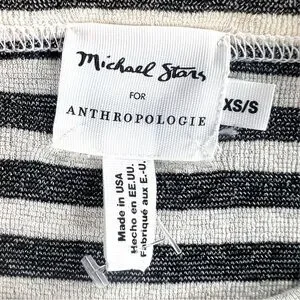 Michael Stars
FOR
ANTHROPOLOGIE
XS/S
Made in USA
Hecho en EE.UU.
Fabriqué aux E.-U.